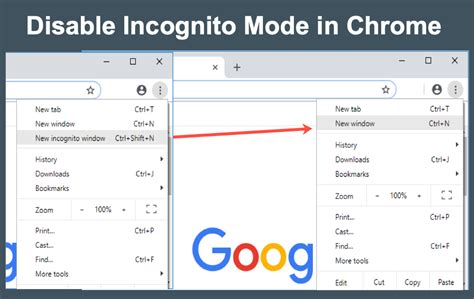 Disable Incognito Mode in Chrome
New tab Ctrl+T
New window Ctrl+N
New incognito window Ctrl+Shift+N
History
Downloads Ctrl+J
Bookmarks
Zoom - 100% +
Print... Ctrl+P
Cast...
Find... Ctrl+F
More tools
New tab Ctrl+T
New window Ctrl+N
History
Downloads Ctrl+J
Bookmarks
Zoom - 100% +
Print... Ctrl+P
Cast...
Find... Ctrl+F
More tools
Edit Cut Copy Paste
Goog